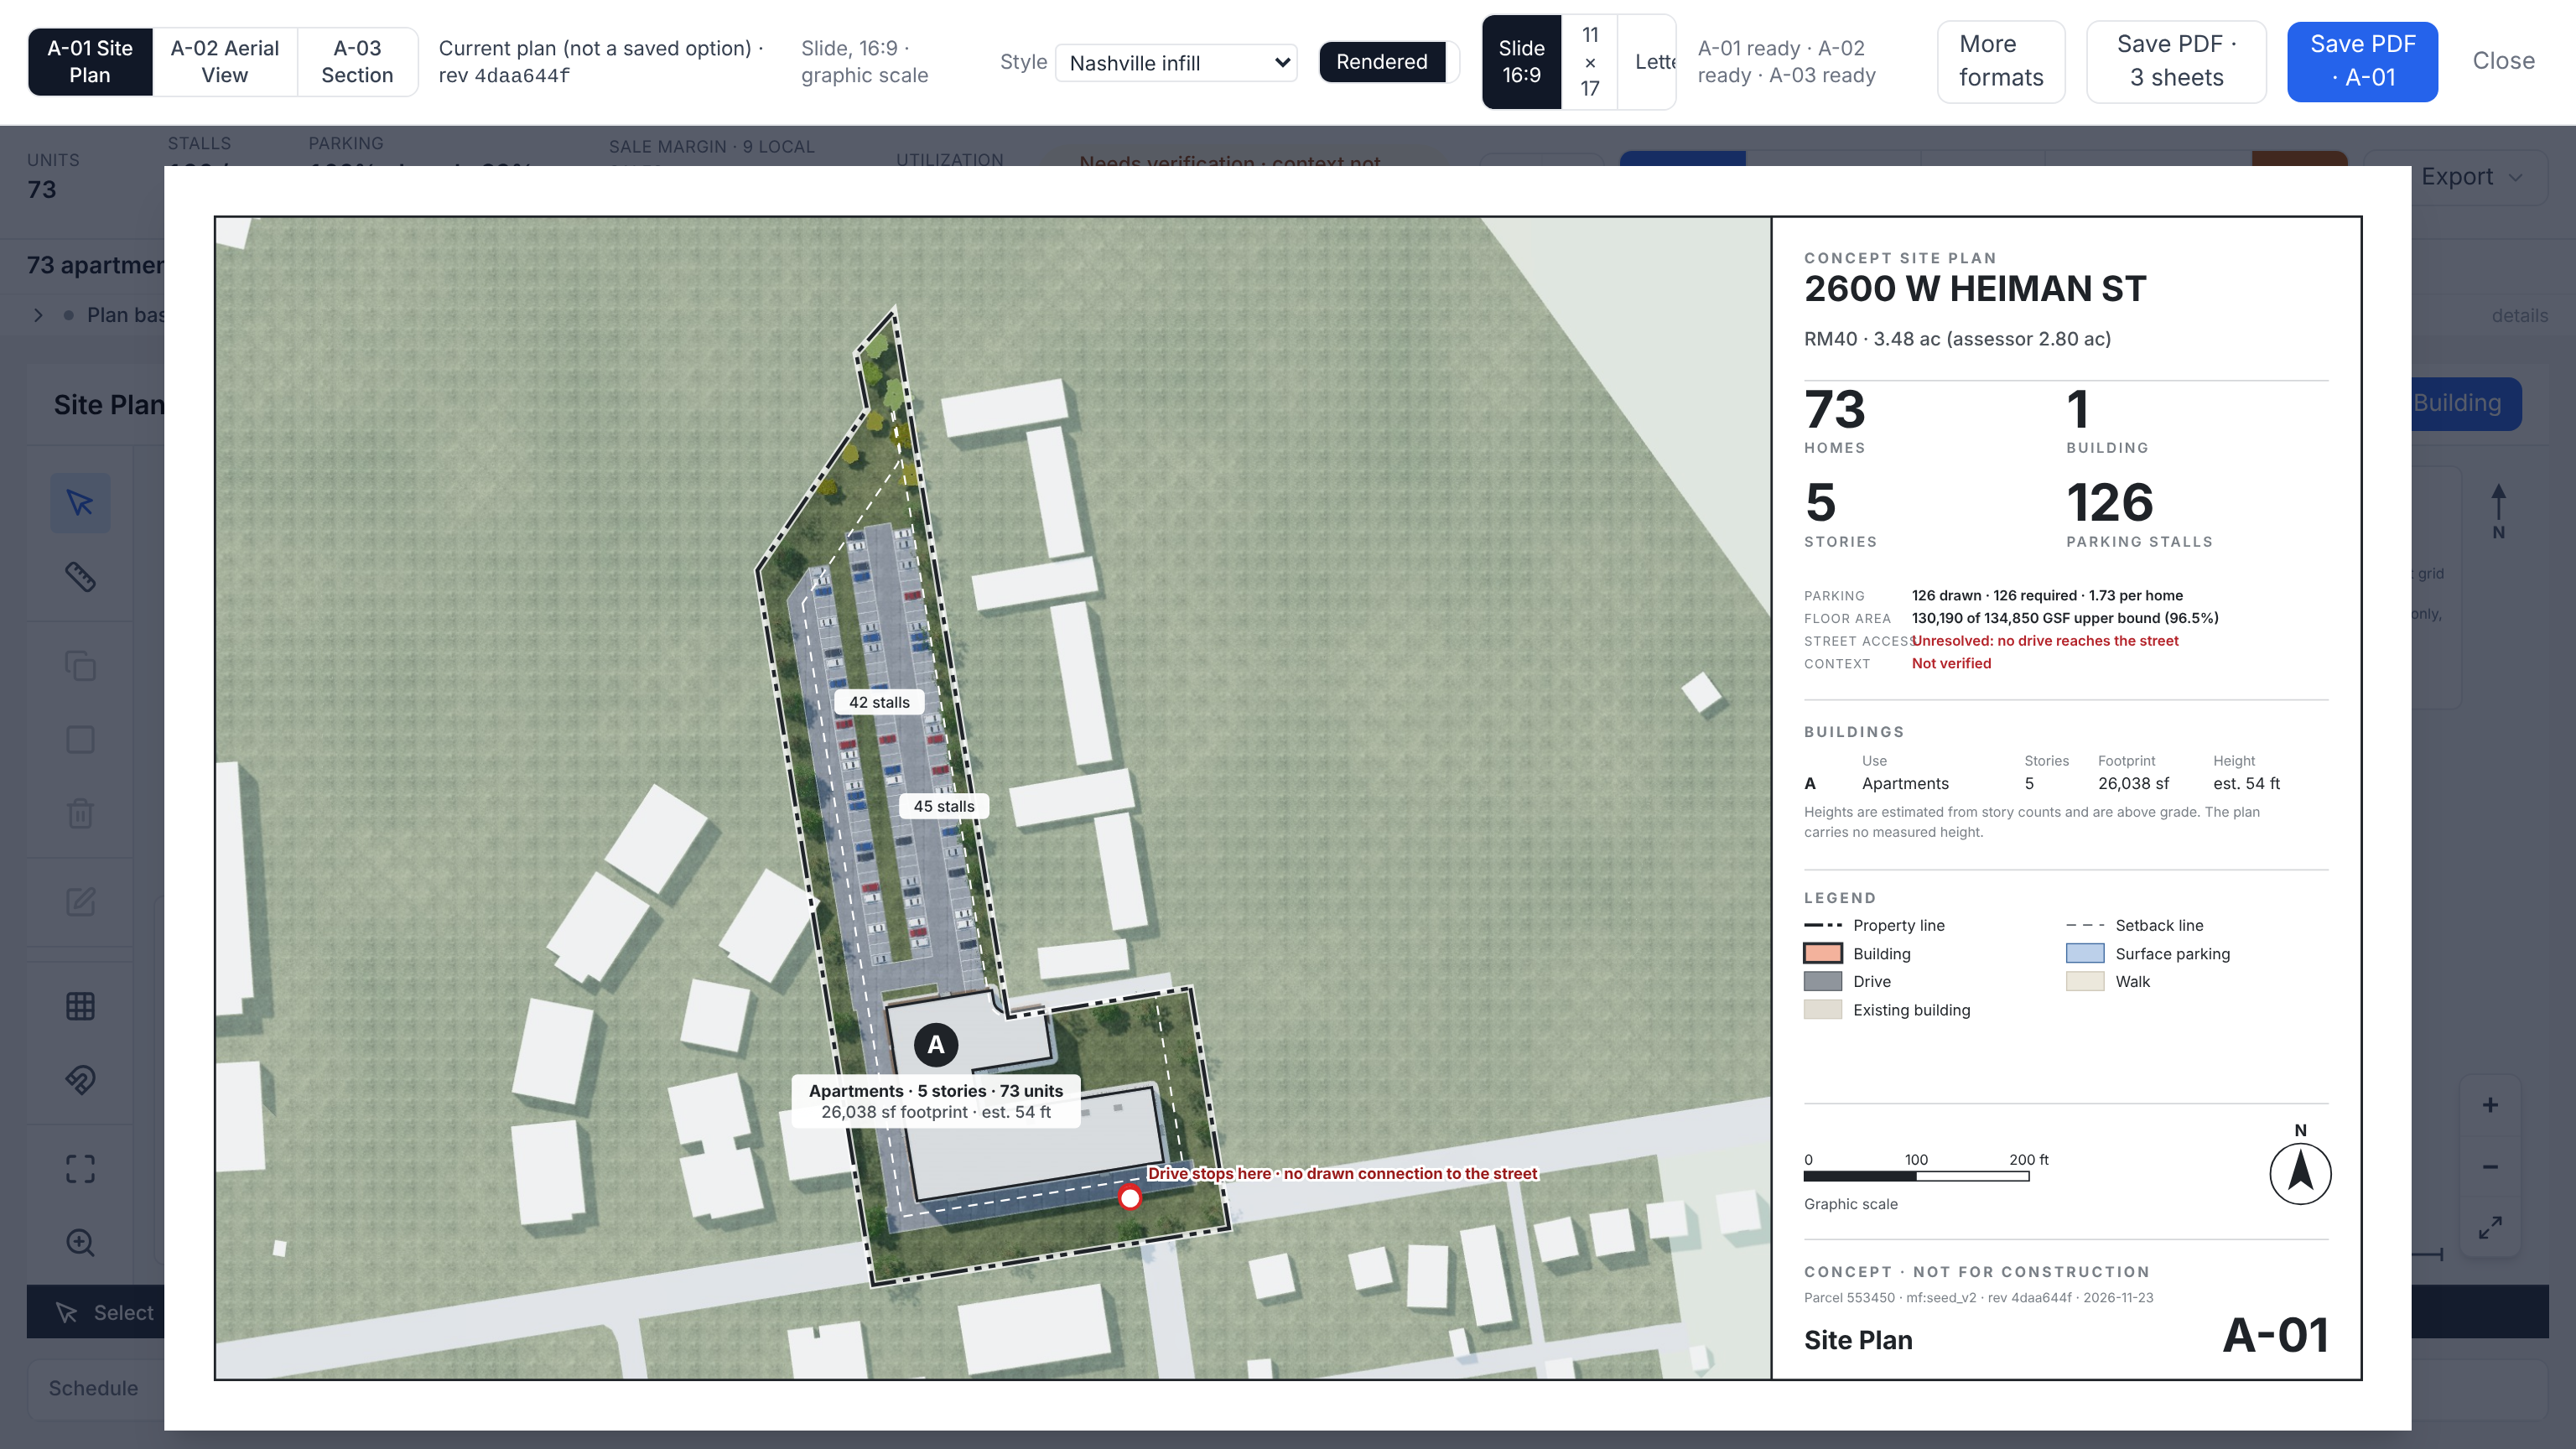 A-01 Site Plan
A-02 Aerial View
A-03 Section
Current plan (not a saved option) · rev 4daa644f
Slide, 16:9 · graphic scale
Style
Nashville infill
Rendered
Slide 16:9
11 × 17
A-01 ready · A-02 ready · A-03 ready
More formats
Save PDF · 3 sheets
Save PDF · A-01
Close
UNITS
73
STALLS
PARKING
SALE MARGIN · 9 LOCAL
UTILIZATION
Needs verification · context not
Export
73
Plan
details
Site Plan
Building
N
grid
only,
Select
Schedule
42 stalls
45 stalls
A
Apartments · 5 stories · 73 units
26,038 sf footprint · est. 54 ft
Drive stops here · no drawn connection to the street
CONCEPT SITE PLAN
2600 W HEIMAN ST
RM40 · 3.48 ac (assessor 2.80 ac)
73
HOMES
1
BUILDING
5
STORIES
126
PARKING STALLS
PARKING 126 drawn · 126 required · 1.73 per home
FLOOR AREA 130,190 of 134,850 GSF upper bound (96.5%)
STREET ACCESS Unresolved: no drive reaches the street
CONTEXT Not verified
BUILDINGS
Use Stories Footprint Height
A Apartments 5 26,038 sf est. 54 ft
Heights are estimated from story counts and are above grade. The plan
carries no measured height.
LEGEND
Property line
Setback line
Building
Surface parking
Drive
Walk
Existing building
0 100 200 ft
Graphic scale
N
CONCEPT · NOT FOR CONSTRUCTION
Parcel 553450 · mf:seed_v2 · rev 4daa644f · 2026-11-23
Site Plan
A-01